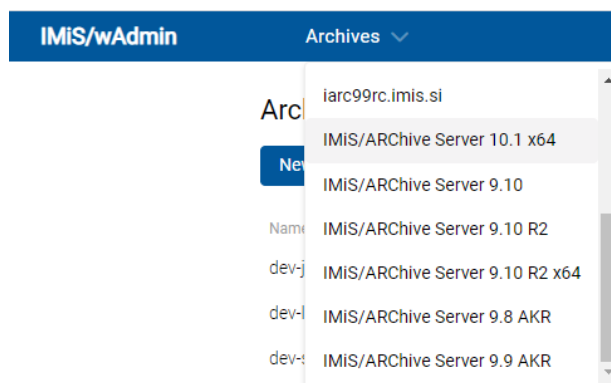 IMiS/wAdmin
Archives
iarc99rc.imis.si
IMiS/ARChive Server 10.1 x64
IMiS/ARChive Server 9.10
Name
IMiS/ARChive Server 9.10 R2
IMiS/ARChive Server 9.10 R2 x64
IMiS/ARChive Server 9.8 AKR
IMiS/ARChive Server 9.9 AKR